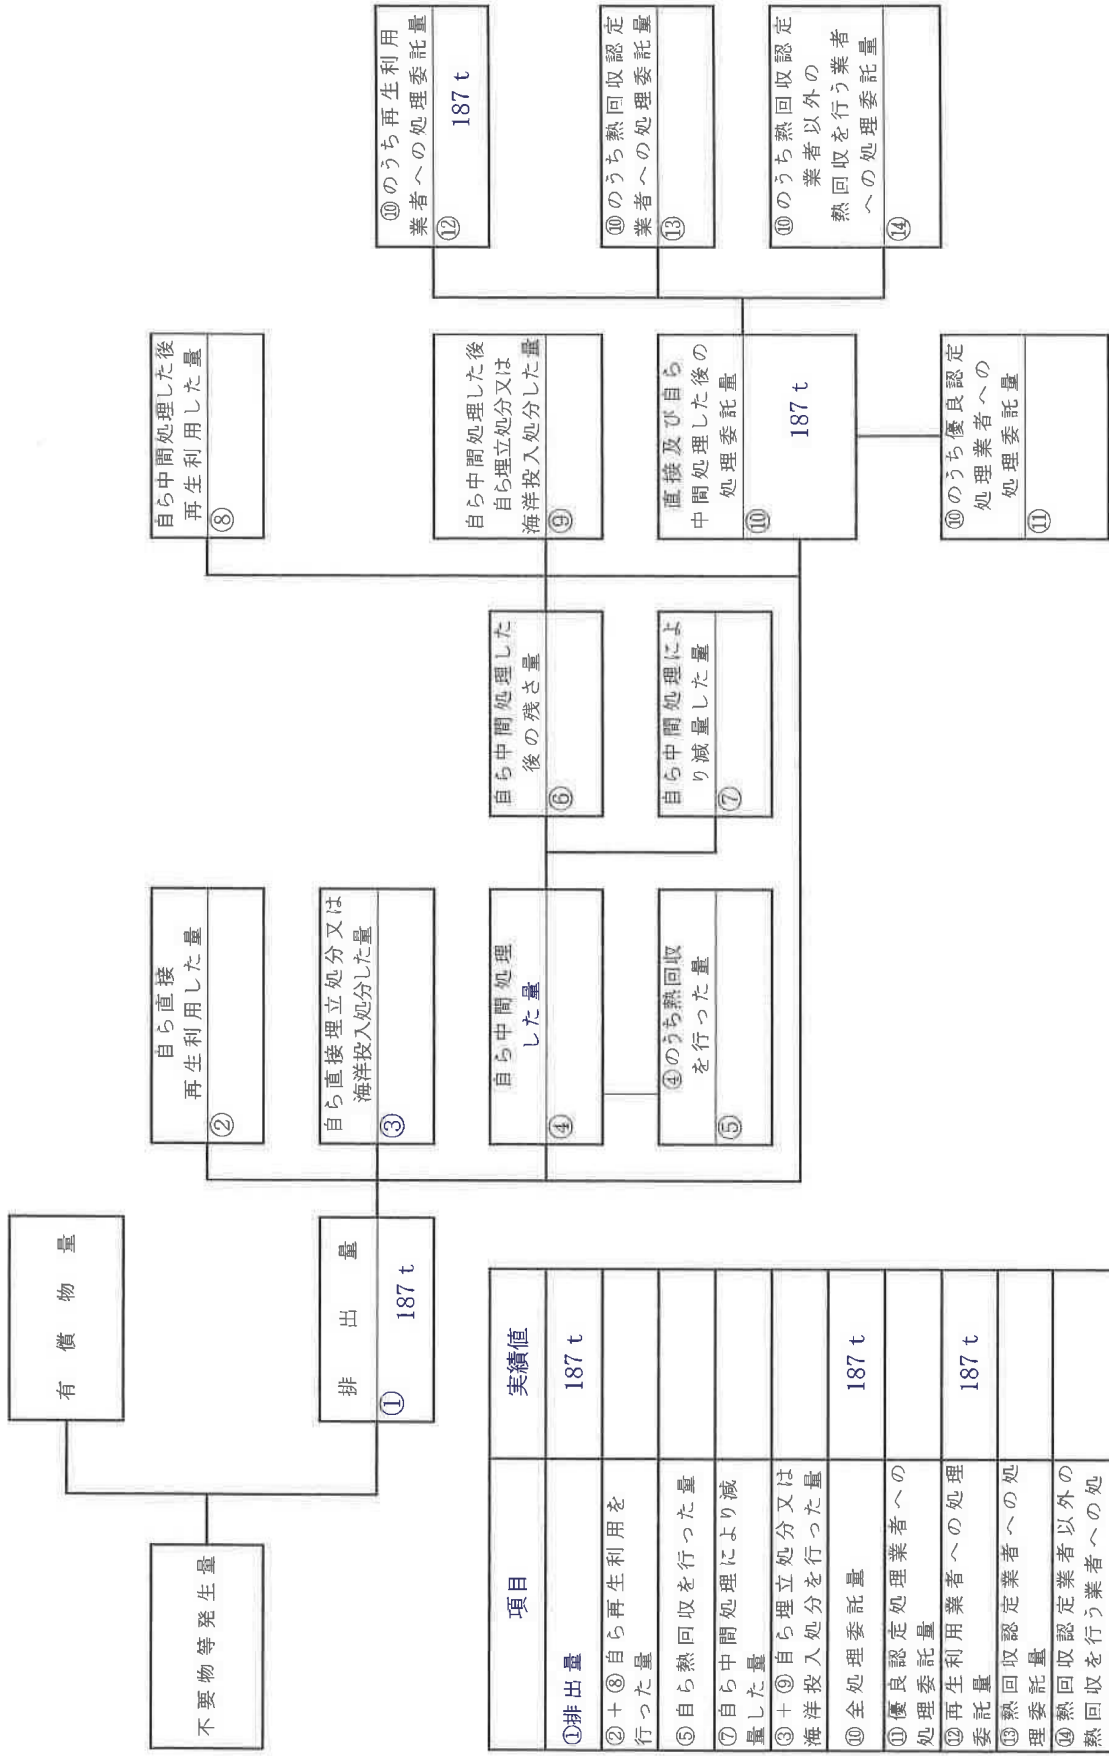 不要物等発生量
有償物量
排出量
①
187 t
自ら直接
再生利用した量
②
自ら直接埋立処分又は
海洋投入処分した量
③
自ら中間処理
した量
④
④のうち熱回収
を行った量
⑤
自ら中間処理した
後の残さ量
⑥
自ら中間処理によ
り減量した量
⑦
自ら中間処理した後
再生利用した量
⑧
自ら中間処理した後
自ら埋立処分又は
海洋投入処分した量
⑨
直接及び自ら
中間処理した後の
処理委託量
⑩
187 t
⑩のうち優良認定
処理業者への
処理委託量
⑪
⑩のうち再生利用
業者への処理委託量
⑫
187 t
⑩のうち熱回収認定
業者への処理委託量
⑬
⑩のうち熱回収認定
業者以外の
熱回収を行う業者
への処理委託量
⑭
項目 実績値
①排出量 187 t
②+⑧自ら再生利用を
行った量
⑤自ら熱回収を行った量
⑦自ら中間処理により減
量した量
③+⑨自ら埋立処分又は
海洋投入処分を行った量
⑩全処理委託量 187 t
⑪優良認定処理業者への
処理委託量
⑫再生利用業者への処理
委託量 187 t
⑬熱回収認定業者への処
理委託量
⑭熱回収認定業者以外の
熱回収を行う業者への処